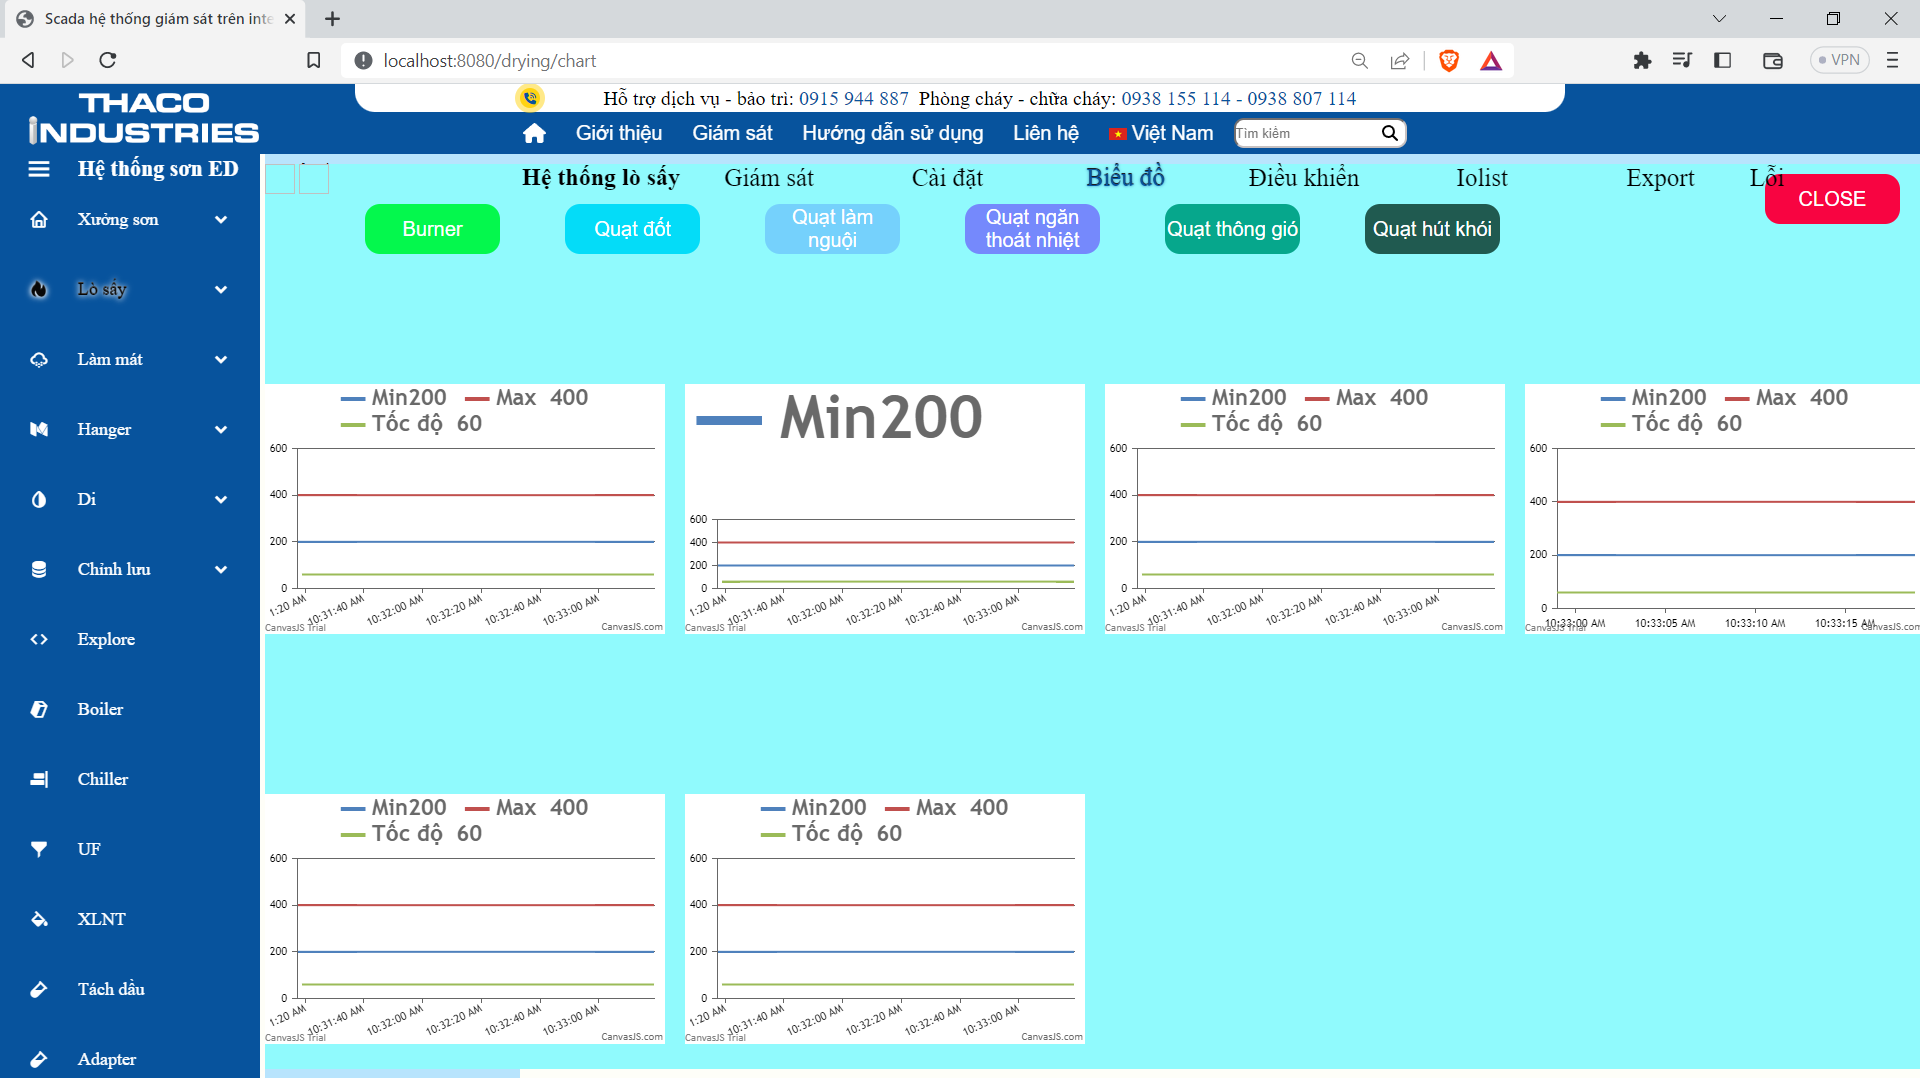 Scada hệ thống giám sát trên inte
localhost:8080/drying/chart
VPN
THACO
INDUSTRIES
Hỗ trợ dịch vụ - bảo trì: 0915 944 887 Phòng cháy - chữa cháy: 0938 155 114 - 0938 807 114
Giới thiệu Giám sát Hướng dẫn sử dụng Liên hệ Việt Nam Tìm kiếm
Hệ thống sơn ED
Xưởng sơn
Lò sấy
Làm mát
Hanger
Di
Chỉnh lưu
Explore
Boiler
Chiller
UF
XLNT
Tách dầu
Adapter
Hệ thống lò sấy Giám sát Cài đặt Biểu đồ Điều khiển Iolist Export Lỗi
CLOSE
Burner
Quạt đốt
Quạt làm
nguội
Quạt ngăn
thoát nhiệt
Quạt thông gió
Quạt hút khói
Min200 Max 400
Tốc độ 60
600
400
200
0
1:20 AM 10:31:40 AM 10:32:00 AM 10:32:20 AM 10:32:40 AM 10:33:00 AM
CanvasJS Trial CanvasJS.com
Min200
600
400
200
0
1:20 AM 10:31:40 AM 10:32:00 AM 10:32:20 AM 10:32:40 AM 10:33:00 AM
CanvasJS Trial CanvasJS.com
Min200 Max 400
Tốc độ 60
600
400
200
0
1:20 AM 10:31:40 AM 10:32:00 AM 10:32:20 AM 10:32:40 AM 10:33:00 AM
CanvasJS Trial CanvasJS.com
Min200 Max 400
Tốc độ 60
600
400
200
0
10:33:00 AM 10:33:05 AM 10:33:10 AM 10:33:15 AM
CanvasJS Trial CanvasJS.com
Min200 Max 400
Tốc độ 60
600
400
200
0
1:20 AM 10:31:40 AM 10:32:00 AM 10:32:20 AM 10:32:40 AM 10:33:00 AM
CanvasJS Trial CanvasJS.com
Min200 Max 400
Tốc độ 60
600
400
200
0
1:20 AM 10:31:40 AM 10:32:00 AM 10:32:20 AM 10:32:40 AM 10:33:00 AM
CanvasJS Trial CanvasJS.com